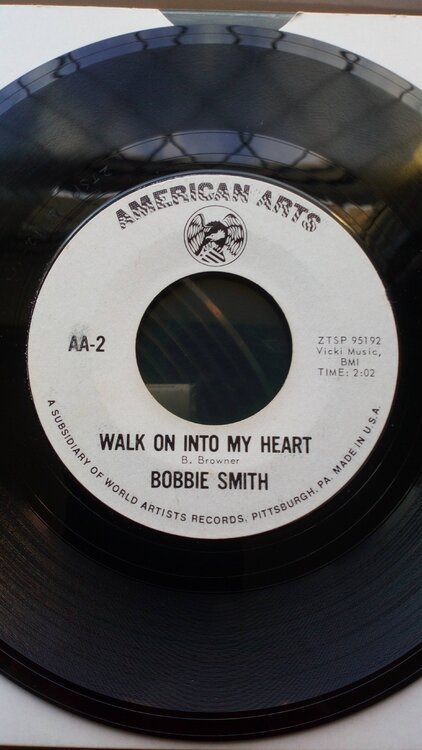 AMERICAN ARTS
AA-2
ZTSP 95192
Vicki Music,
BMI
TIME: 2:02
WALK ON INTO MY HEART
B. Browner
BOBBIE SMITH
A SUBSIDIARY OF WORLD ARTISTS RECORDS, PITTSBURGH, PA. MADE IN U.S.A.